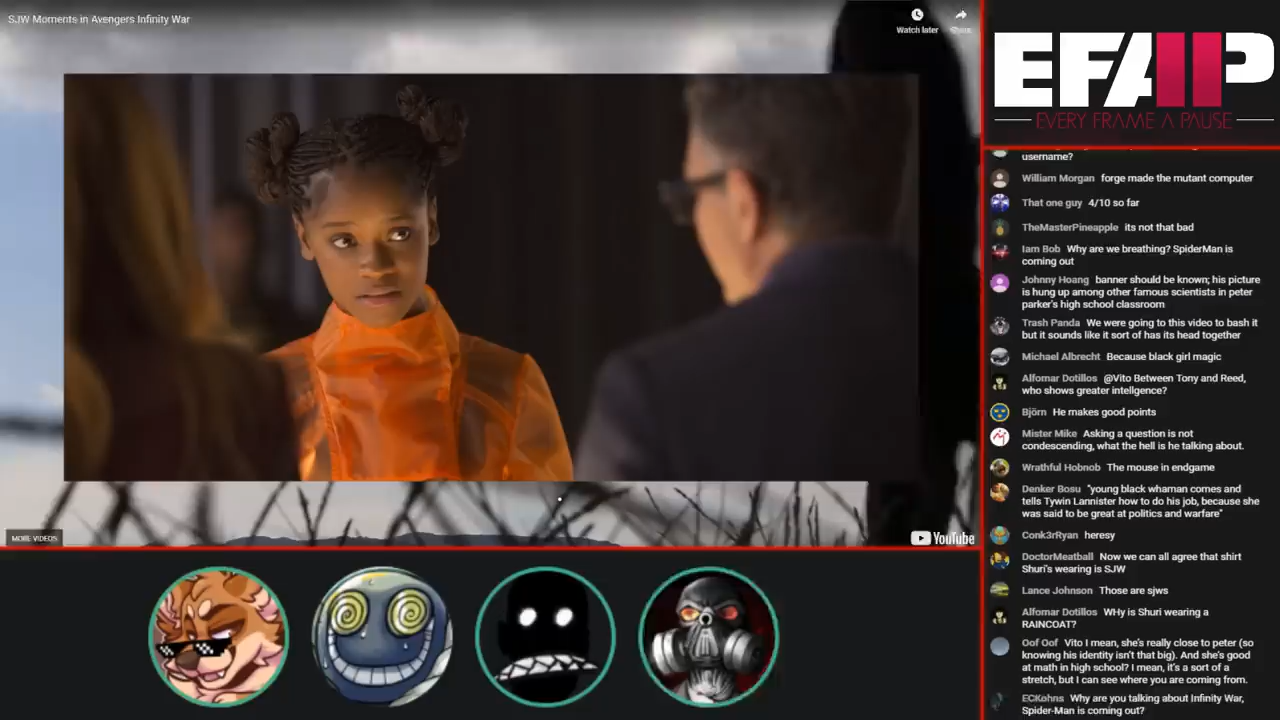 SJW Moments in Avengers Infinity War
Watch later
Share
MORE VIDEOS
YouTube
EFAP
EVERY FRAME A PAUSE
username?
William Morgan forge made the mutant computer
That one guy 4/10 so far
TheMasterPineapple its not that bad
Iam Bob Why are we breathing? SpiderMan is
coming out
Johnny Hoang banner should be known; his picture
is hung up among other famous scientists in peter
parker's high school classroom
Trash Panda We were going to this video to bash it
but it sounds like it sort of has its head together
Michael Albrecht Because black girl magic
Alfomar Dotillos @Vito Between Tony and Reed,
who shows greater intellgence?
Björn He makes good points
Mister Mike Asking a question is not
condescending, what the hell is he talking about.
Wrathful Hobnob The mouse in endgame
Denker Bosu "young black whaman comes and
tells Tywin Lannister how to do his job, because she
was said to be great at politics and warfare"
Conk3rRyan heresy
DoctorMeatball Now we can all agree that shirt
Shuri's wearing is SJW
Lance Johnson Those are sjws
Alfomar Dotillos WHy is Shuri wearing a
RAINCOAT?
Oof Oof Vito I mean, she's really close to peter (so
knowing his identity isn't that big). And she's good
at math in high school? I mean, it's a sort of a
stretch, but I can see where you are coming from.
ECKohns Why are you talking about Infinity War,
Spider-Man is coming out?